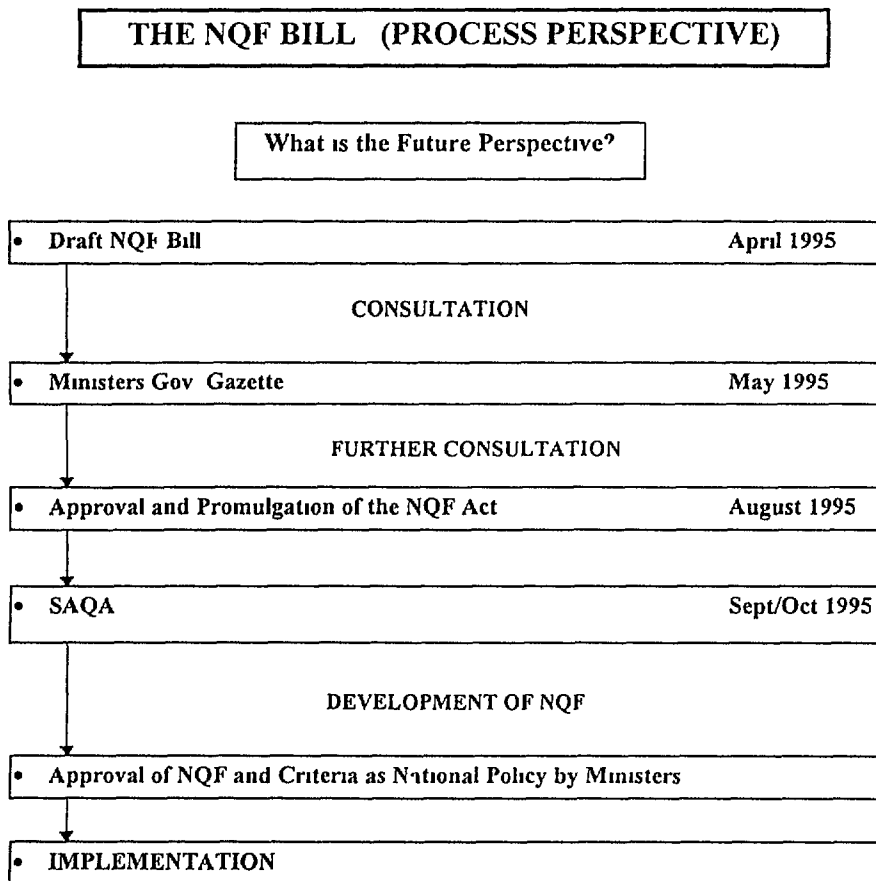 THE NQF BILL (PROCESS PERSPECTIVE)
What is the Future Perspective?
• Draft NQF Bill April 1995
CONSULTATION
• Ministers Gov Gazette May 1995
FURTHER CONSULTATION
• Approval and Promulgation of the NQF Act August 1995
• SAQA Sept/Oct 1995
DEVELOPMENT OF NQF
• Approval of NQF and Criteria as National Policy by Ministers
• IMPLEMENTATION